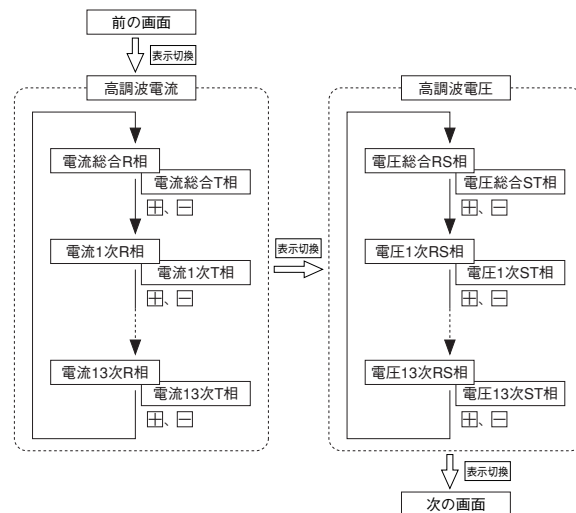 前の画面
表示切換
高調波電流
電流総合R相
電流総合T相
+、−
電流1次R相
電流1次T相
+、−
電流13次R相
電流13次T相
+、−
表示切換
高調波電圧
電圧総合RS相
電圧総合ST相
+、−
電圧1次RS相
電圧1次ST相
+、−
電圧13次RS相
電圧13次ST相
+、−
表示切換
次の画面